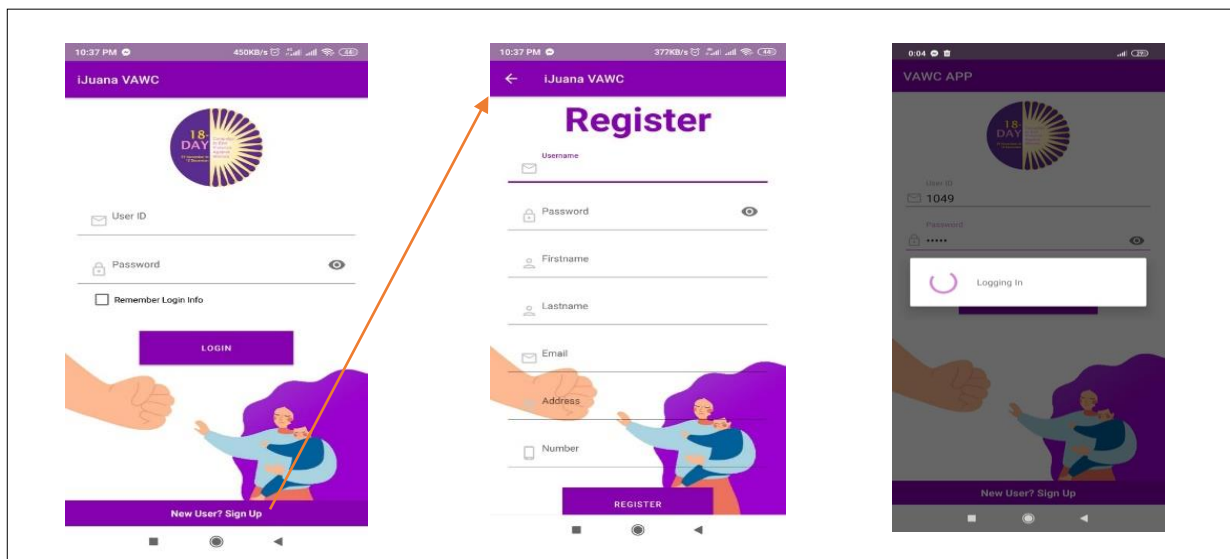 10:37 PM 450KB/s 44
iJuana VAWC
18-
DAY
User ID
Password
Remember Login Info
LOGIN
New User? Sign Up
10:37 PM 377KB/s
iJuana VAWC
Register
Username
Password
Firstname
Lastname
Email
Address
Number
REGISTER
0:04
VAWC APP
18-
DAY
User ID
1049
Password
•••••
Logging In
New User? Sign Up